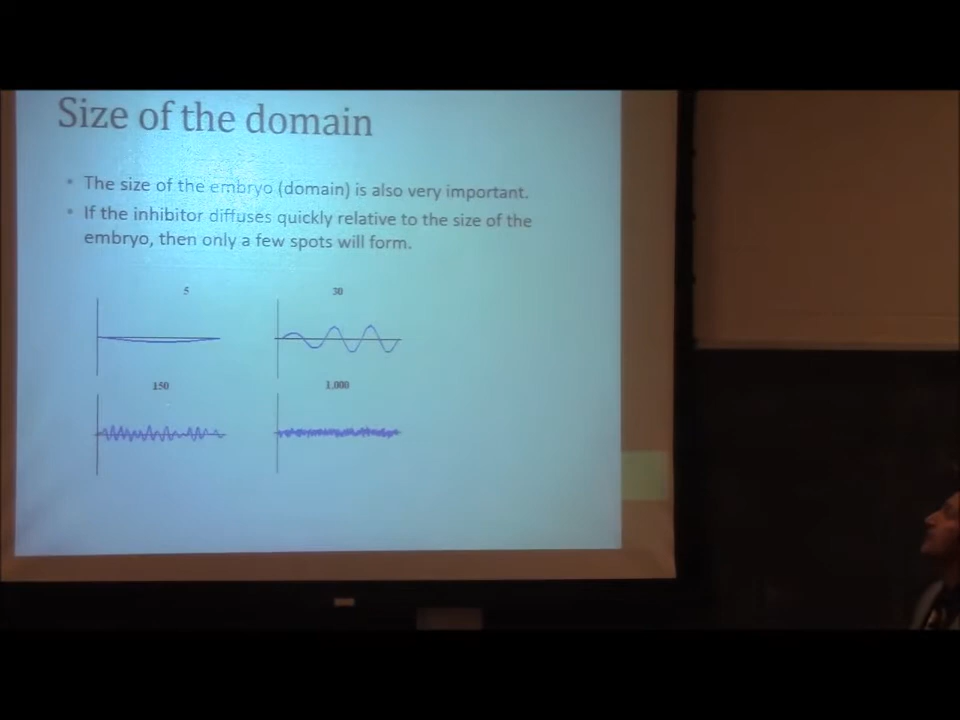 Size of the domain
• The size of the embryo (domain) is also very important.
• If the inhibitor diffuses quickly relative to the size of the
embryo, then only a few spots will form.
5
30
150
1,000